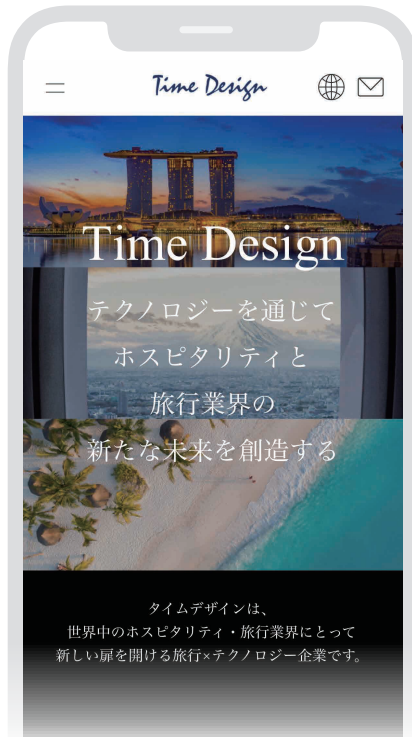 Time Design
Time Design
テクノロジーを通じて
ホスピタリティと
旅行業界の
新たな未来を創造する
タイムデザインは、
世界中のホスピタリティ・旅行業界にとって
新しい扉を開ける旅行×テクノロジー企業です。